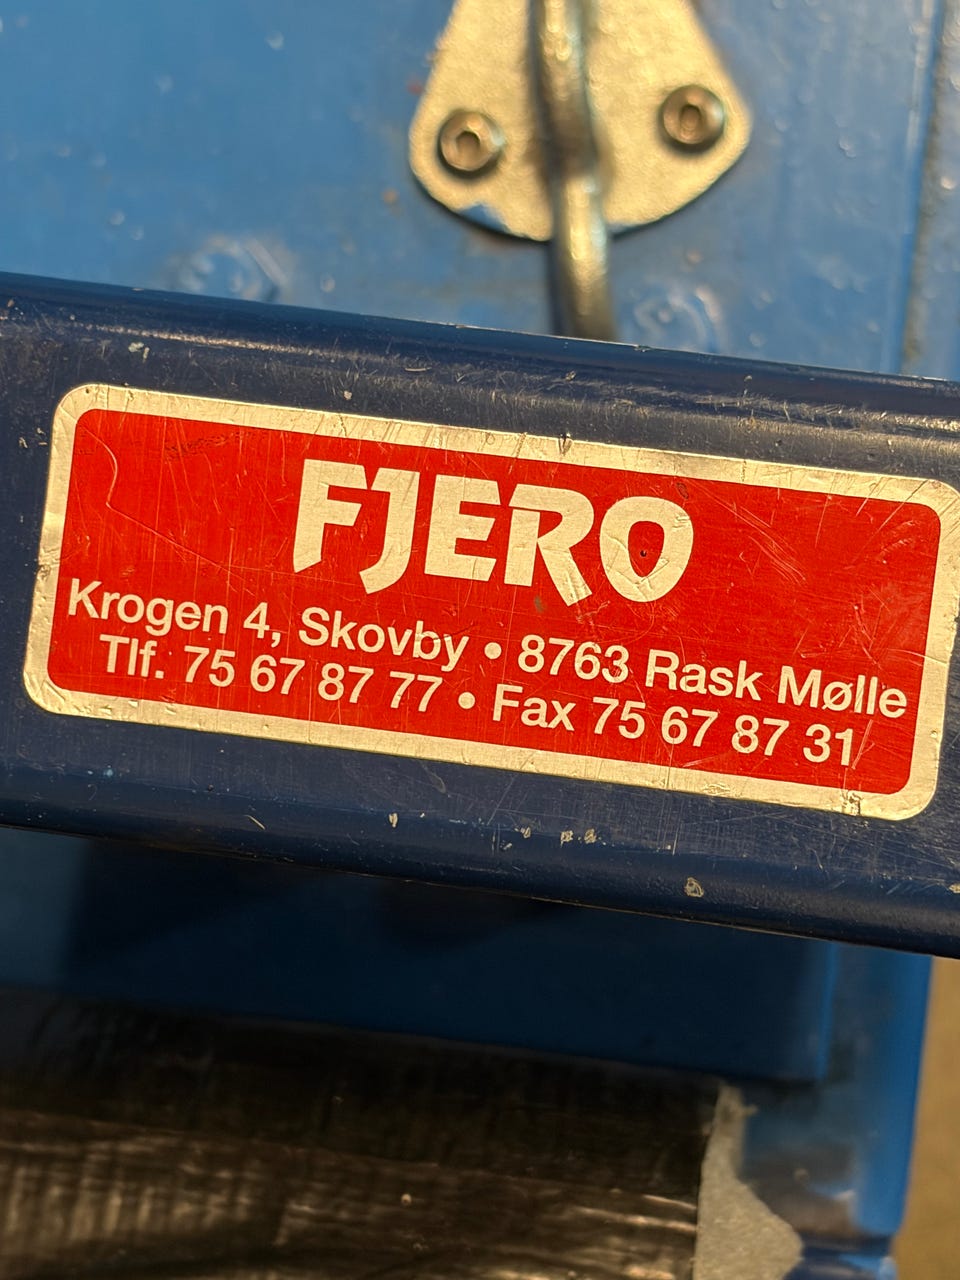 FJERO
Krogen 4, Skovby • 8763 Rask Mølle
Tlf. 75 67 87 77 • Fax 75 67 87 31